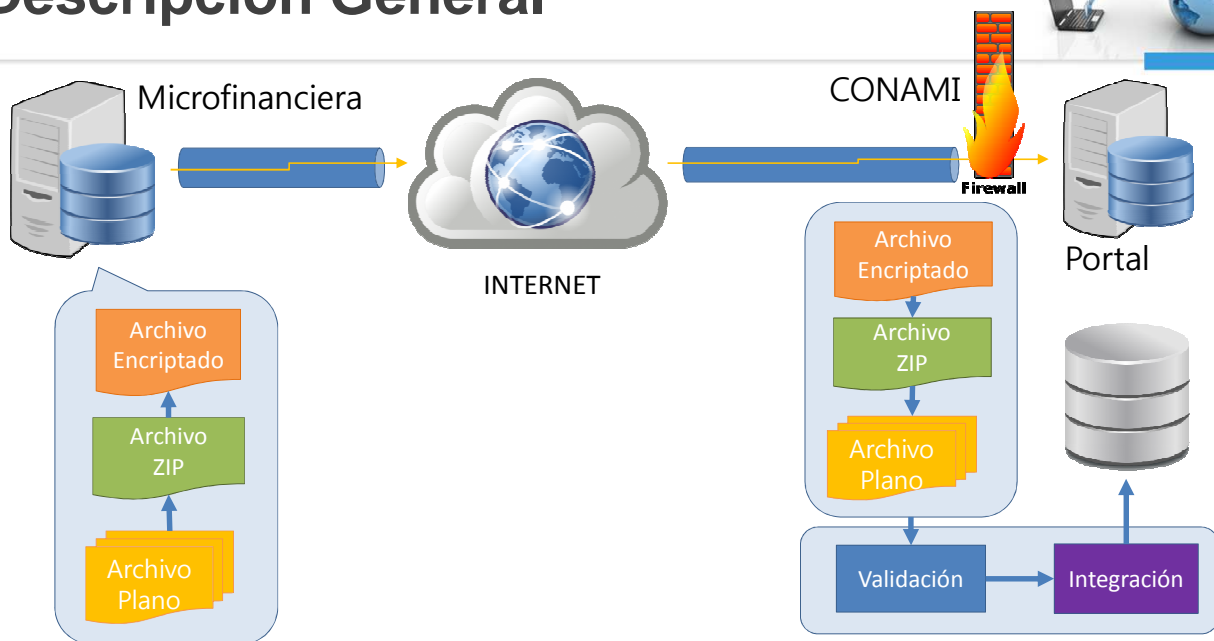 Descripción General
Microfinanciera
CONAMI
Firewall
INTERNET
Portal
Archivo
Encriptado
Archivo
ZIP
Archivo
Plano
Archivo
Encriptado
Archivo
ZIP
Archivo
Plano
Validación
Integración